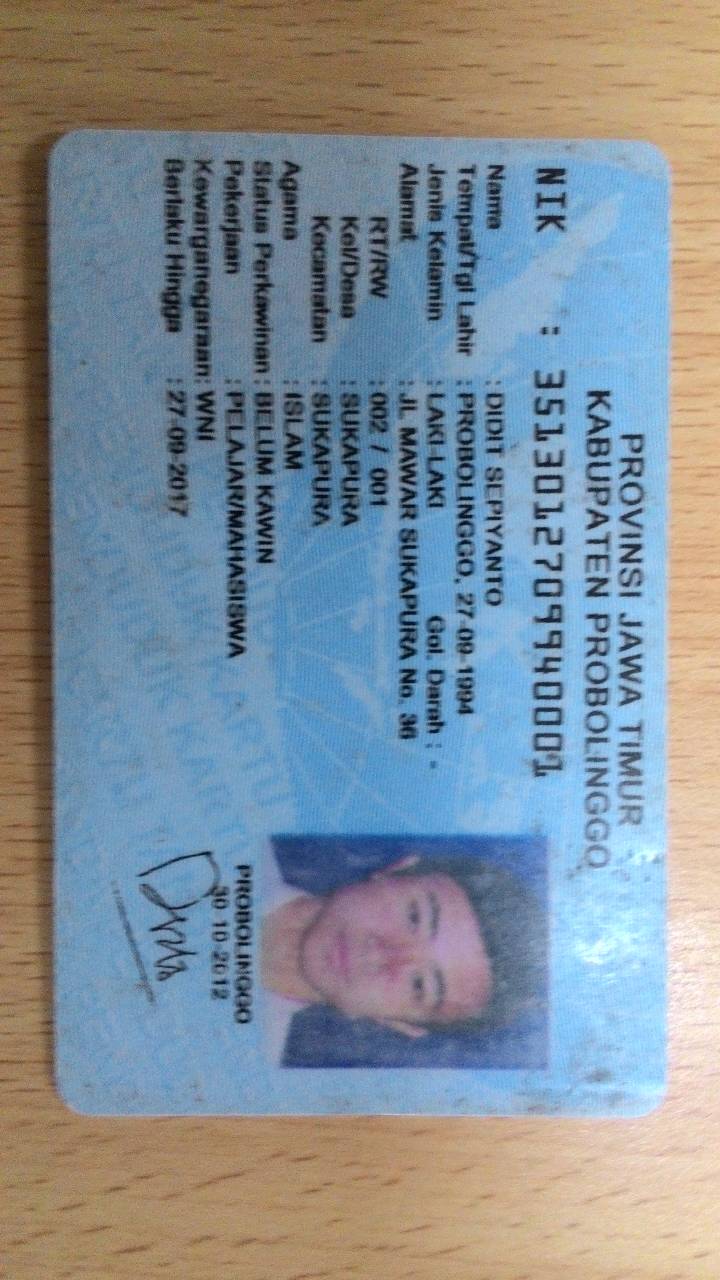 PROVINSI JAWA TIMUR
KABUPATEN PROBOLINGGO
NIK : 3513012709940001
Nama : DIDIT SEPIYANTO
Tempat/Tgl Lahir : PROBOLINGGO, 27-09-1994
Jenis Kelamin : LAKI-LAKI Gol. Darah : -
Alamat : JL MAWAR SUKAPURA No. 36
RT/RW : 002 / 001
Kel/Desa : SUKAPURA
Kecamatan : SUKAPURA
Agama : ISLAM
Status Perkawinan : BELUM KAWIN
Pekerjaan : PELAJAR/MAHASISWA
Kewarganegaraan : WNI
Berlaku Hingga : 27-09-2017
PROBOLINGGO
30-10-2012